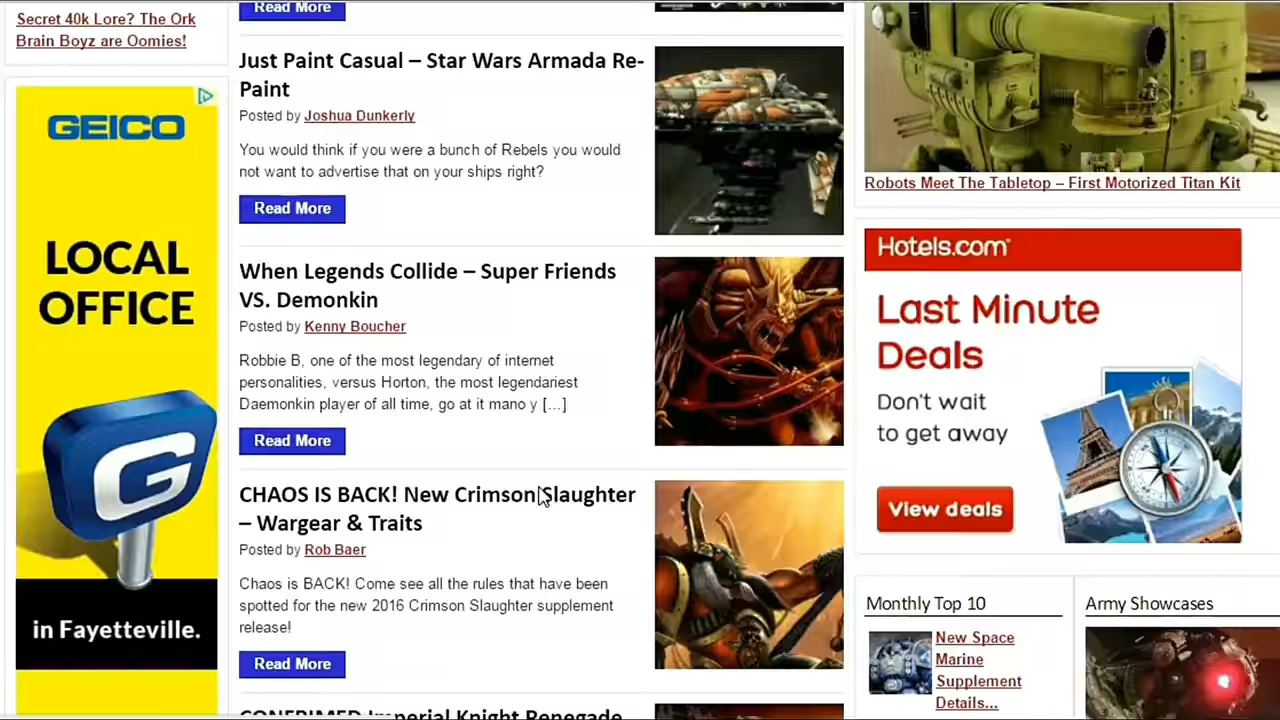 Secret 40k Lore? The Ork
Brain Boyz are Oomies!
GEICO
LOCAL
OFFICE
G
in Fayetteville.
Read More
Just Paint Casual – Star Wars Armada Re-
Paint
Posted by Joshua Dunkerly
You would think if you were a bunch of Rebels you would
not want to advertise that on your ships right?
Read More
When Legends Collide – Super Friends
VS. Demonkin
Posted by Kenny Boucher
Robbie B, one of the most legendary of internet
personalities, versus Horton, the most legendariest
Daemonkin player of all time, go at it mano y […]
Read More
CHAOS IS BACK! New Crimson Slaughter
– Wargear & Traits
Posted by Rob Baer
Chaos is BACK! Come see all the rules that have been
spotted for the new 2016 Crimson Slaughter supplement
release!
Read More
CONFIRMED Imperial Knight Renegade
Robots Meet The Tabletop – First Motorized Titan Kit
Hotels.com
Last Minute
Deals
Don't wait
to get away
View deals
Monthly Top 10
New Space
Marine
Supplement
Details...
Army Showcases